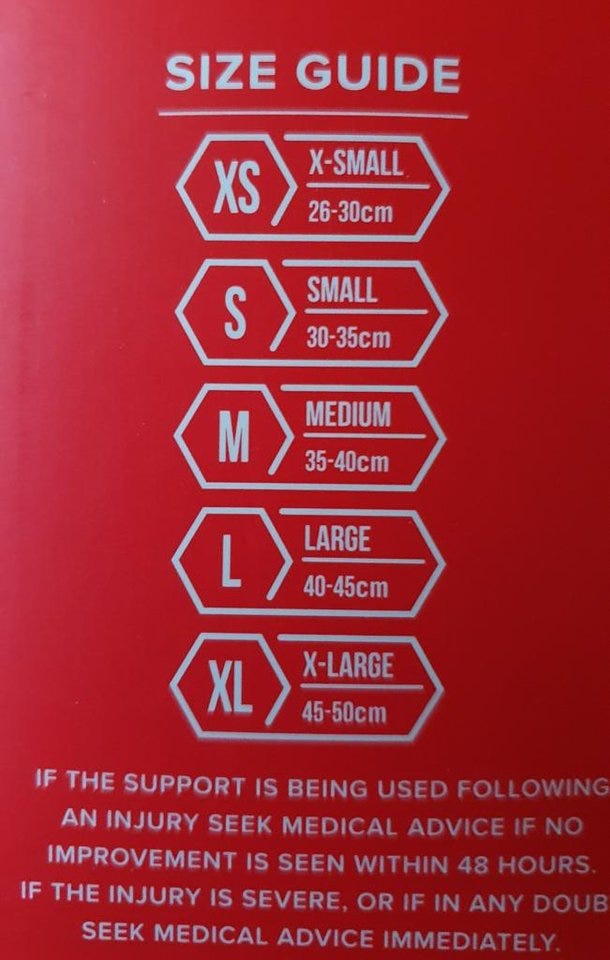 SIZE GUIDE
XS X-SMALL
26-30cm
S SMALL
30-35cm
M MEDIUM
35-40cm
L LARGE
40-45cm
XL X-LARGE
45-50cm
IF THE SUPPORT IS BEING USED FOLLOWING
AN INJURY SEEK MEDICAL ADVICE IF NO
IMPROVEMENT IS SEEN WITHIN 48 HOURS.
IF THE INJURY IS SEVERE, OR IF IN ANY DOUB
SEEK MEDICAL ADVICE IMMEDIATELY.